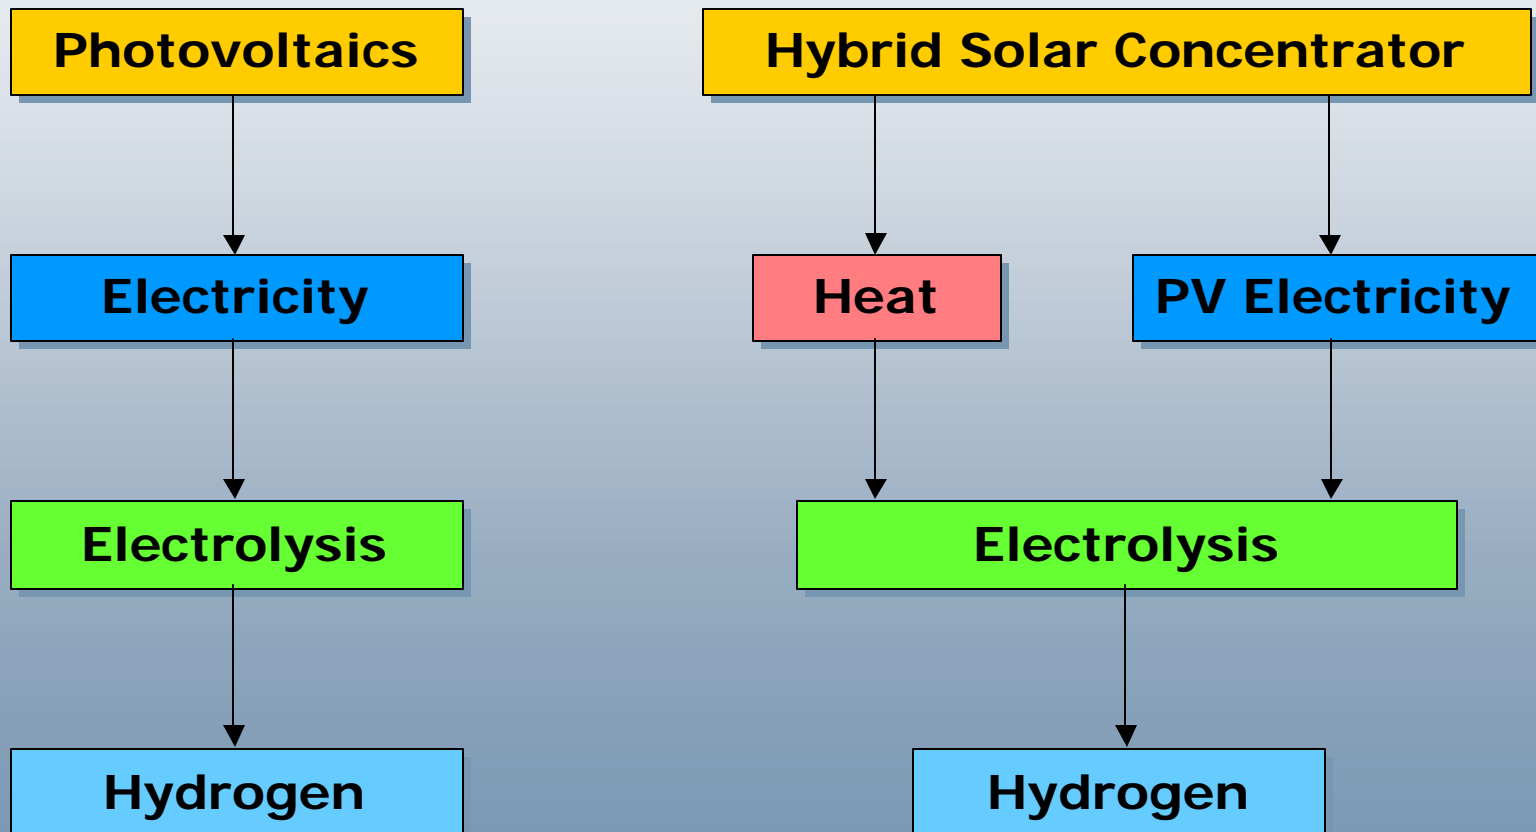 Photovoltaics
Electricity
Electrolysis
Hydrogen
Hybrid Solar Concentrator
Heat
PV Electricity
Electrolysis
Hydrogen